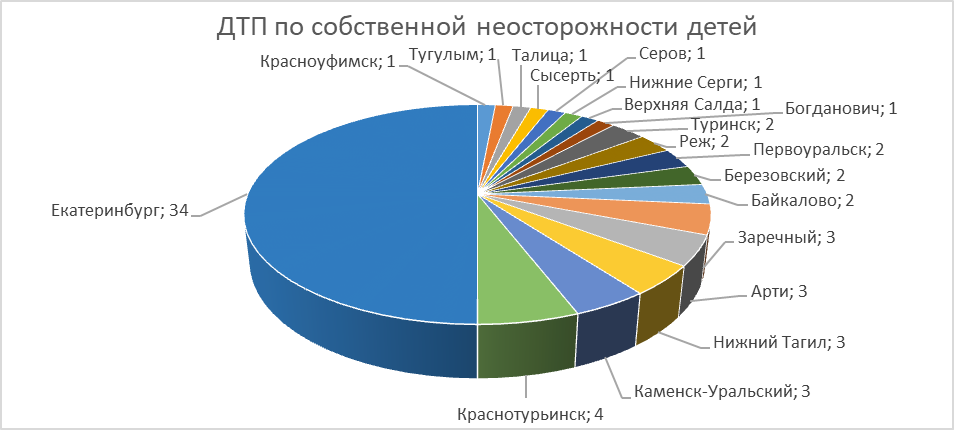 ДТП по собственной неосторожности детей
Красноуфимск; 1
Тугулым; 1
Талица; 1
Сысерть; 1
Серов; 1
Нижние Серги; 1
Верхняя Салда; 1
Богданович; 1
Туринск; 2
Реж; 2
Первоуральск; 2
Березовский; 2
Байкалово; 2
Заречный; 3
Арти; 3
Нижний Тагил; 3
Каменск-Уральский; 3
Краснотурьинск; 4
Екатеринбург; 34